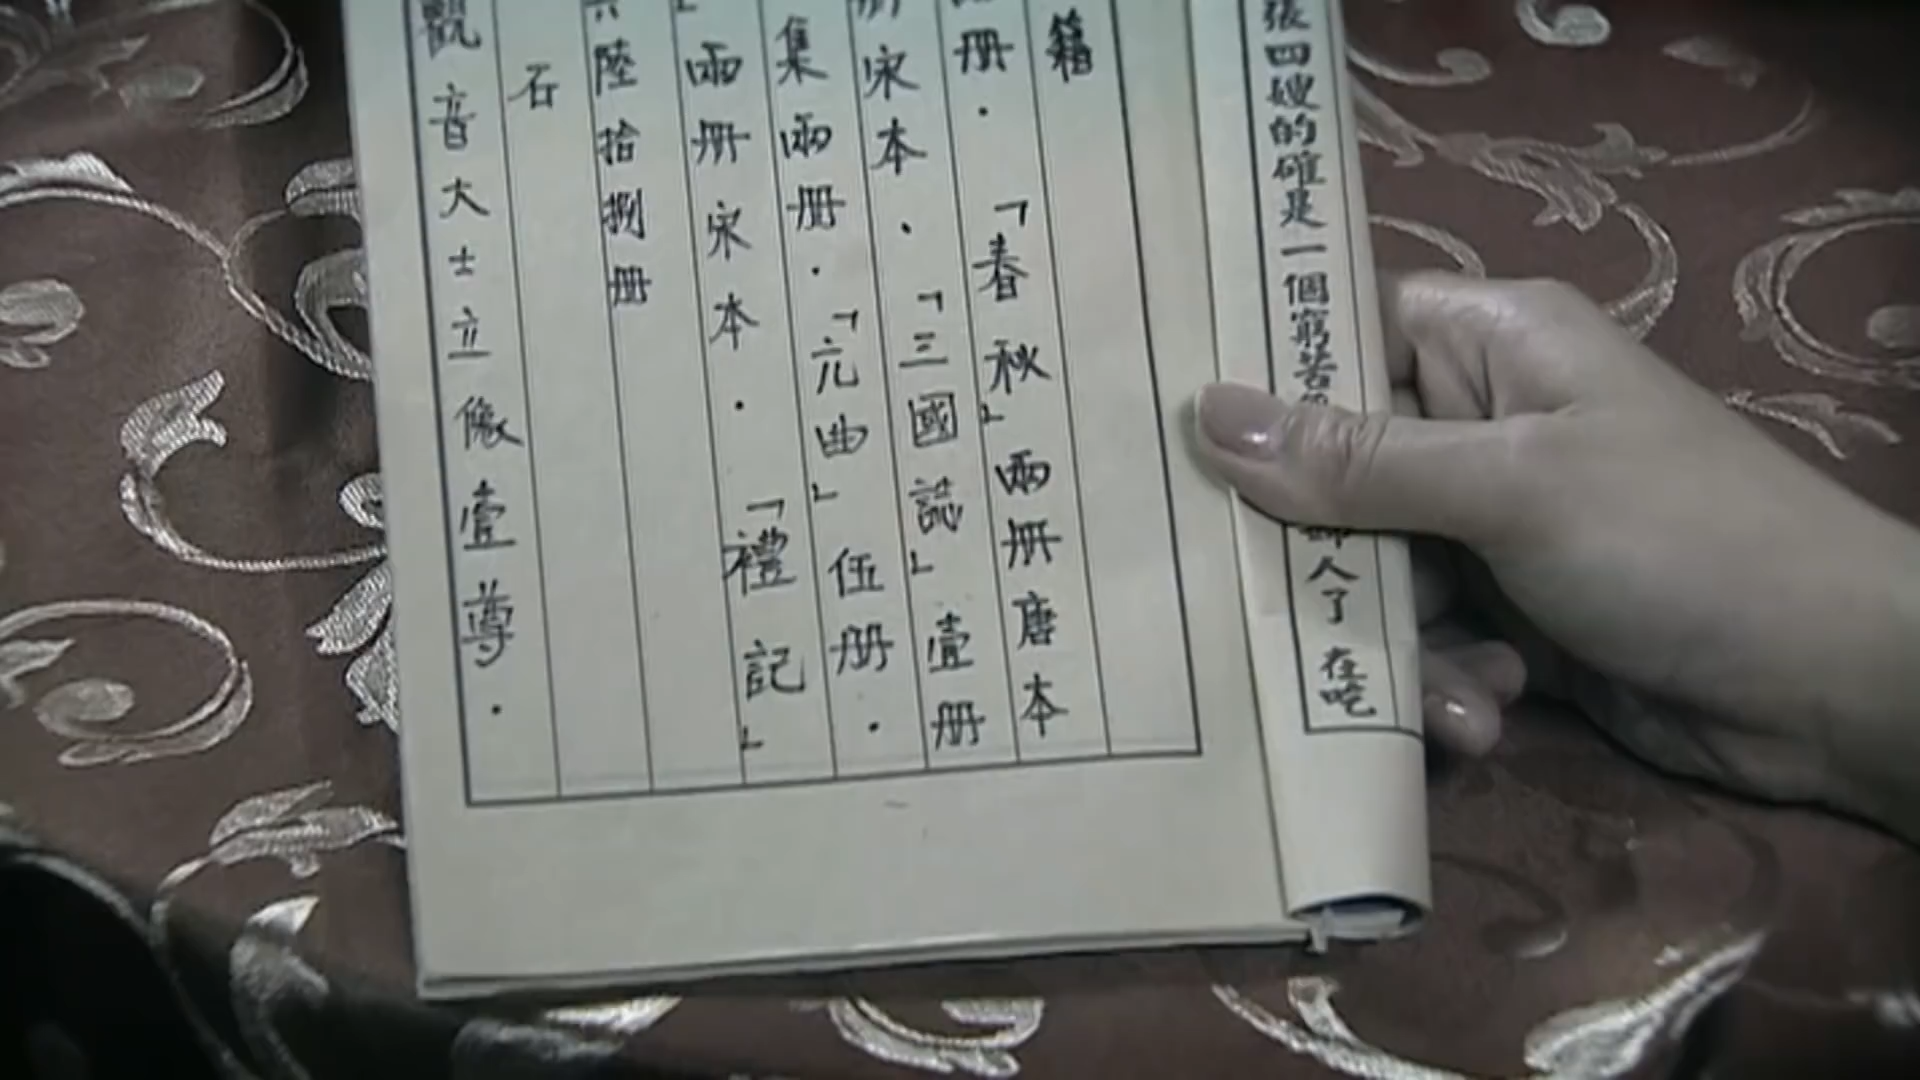 張四嫂的確是一個窮苦 人了 在吃
籍
冊．「春秋」兩冊唐本
宋本．「三國誌」壹冊
集兩冊．「元曲」伍冊．
」兩冊宋本．「禮記」
陸拾捌冊
石
觀音大士立像壹尊．